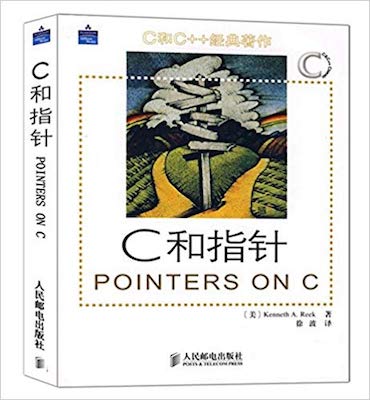 C和C++经典著作
C和指针
POINTERS ON C
[美] Kenneth A. Reek 著
徐波 译
人民邮电出版社
POSTS & TELECOM PRESS
C和指针
POINTERS ON C
人民邮电出版社